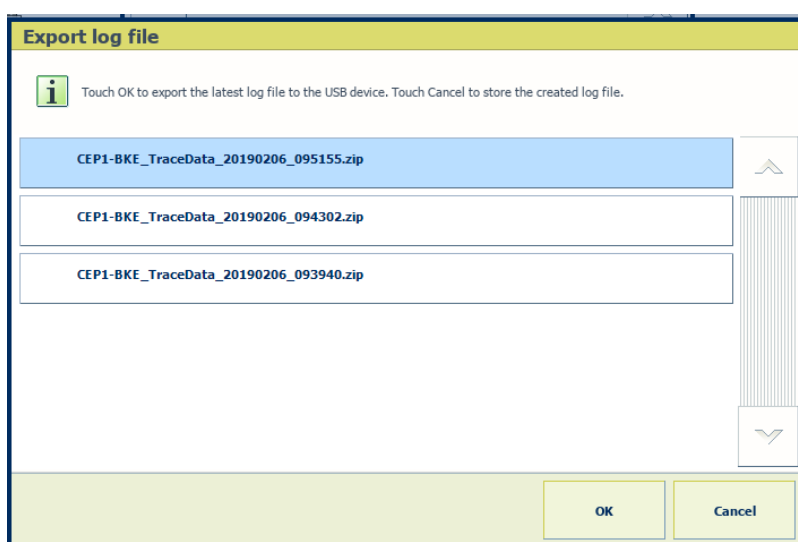 Export log file
Touch OK to export the latest log file to the USB device. Touch Cancel to store the created log file.
CEP1-BKE_TraceData_20190206_095155.zip
CEP1-BKE_TraceData_20190206_094302.zip
CEP1-BKE_TraceData_20190206_093940.zip
OK Cancel